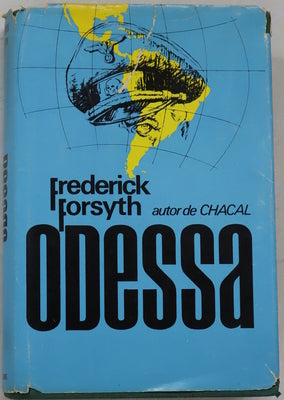 Frederick
Forsyth autor de CHACAL
ODESSA